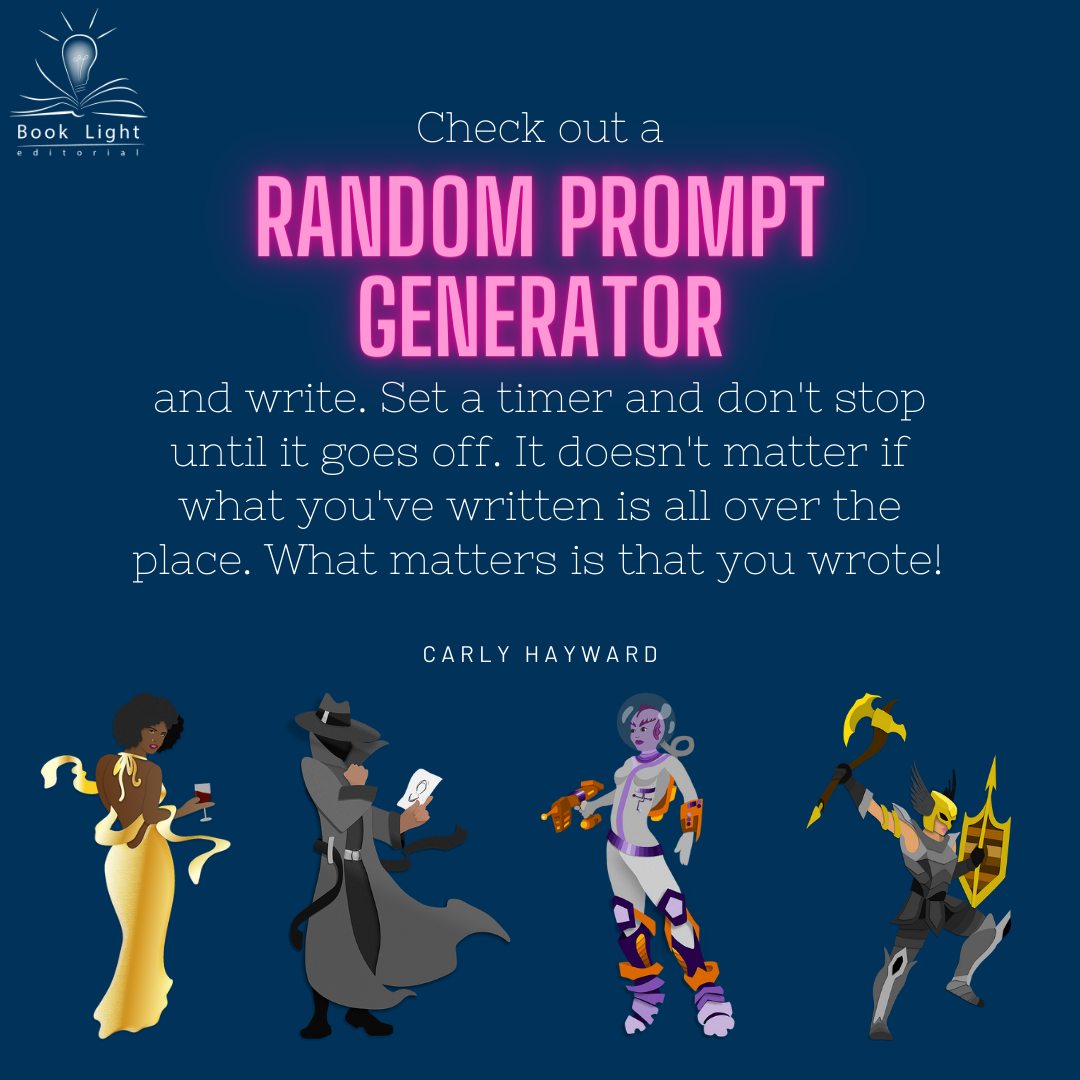 Book Light
editorial
Check out a
RANDOM PROMPT
GENERATOR
and write. Set a timer and don't stop
until it goes off. It doesn't matter if
what you've written is all over the
place. What matters is that you wrote!
CARLY HAYWARD